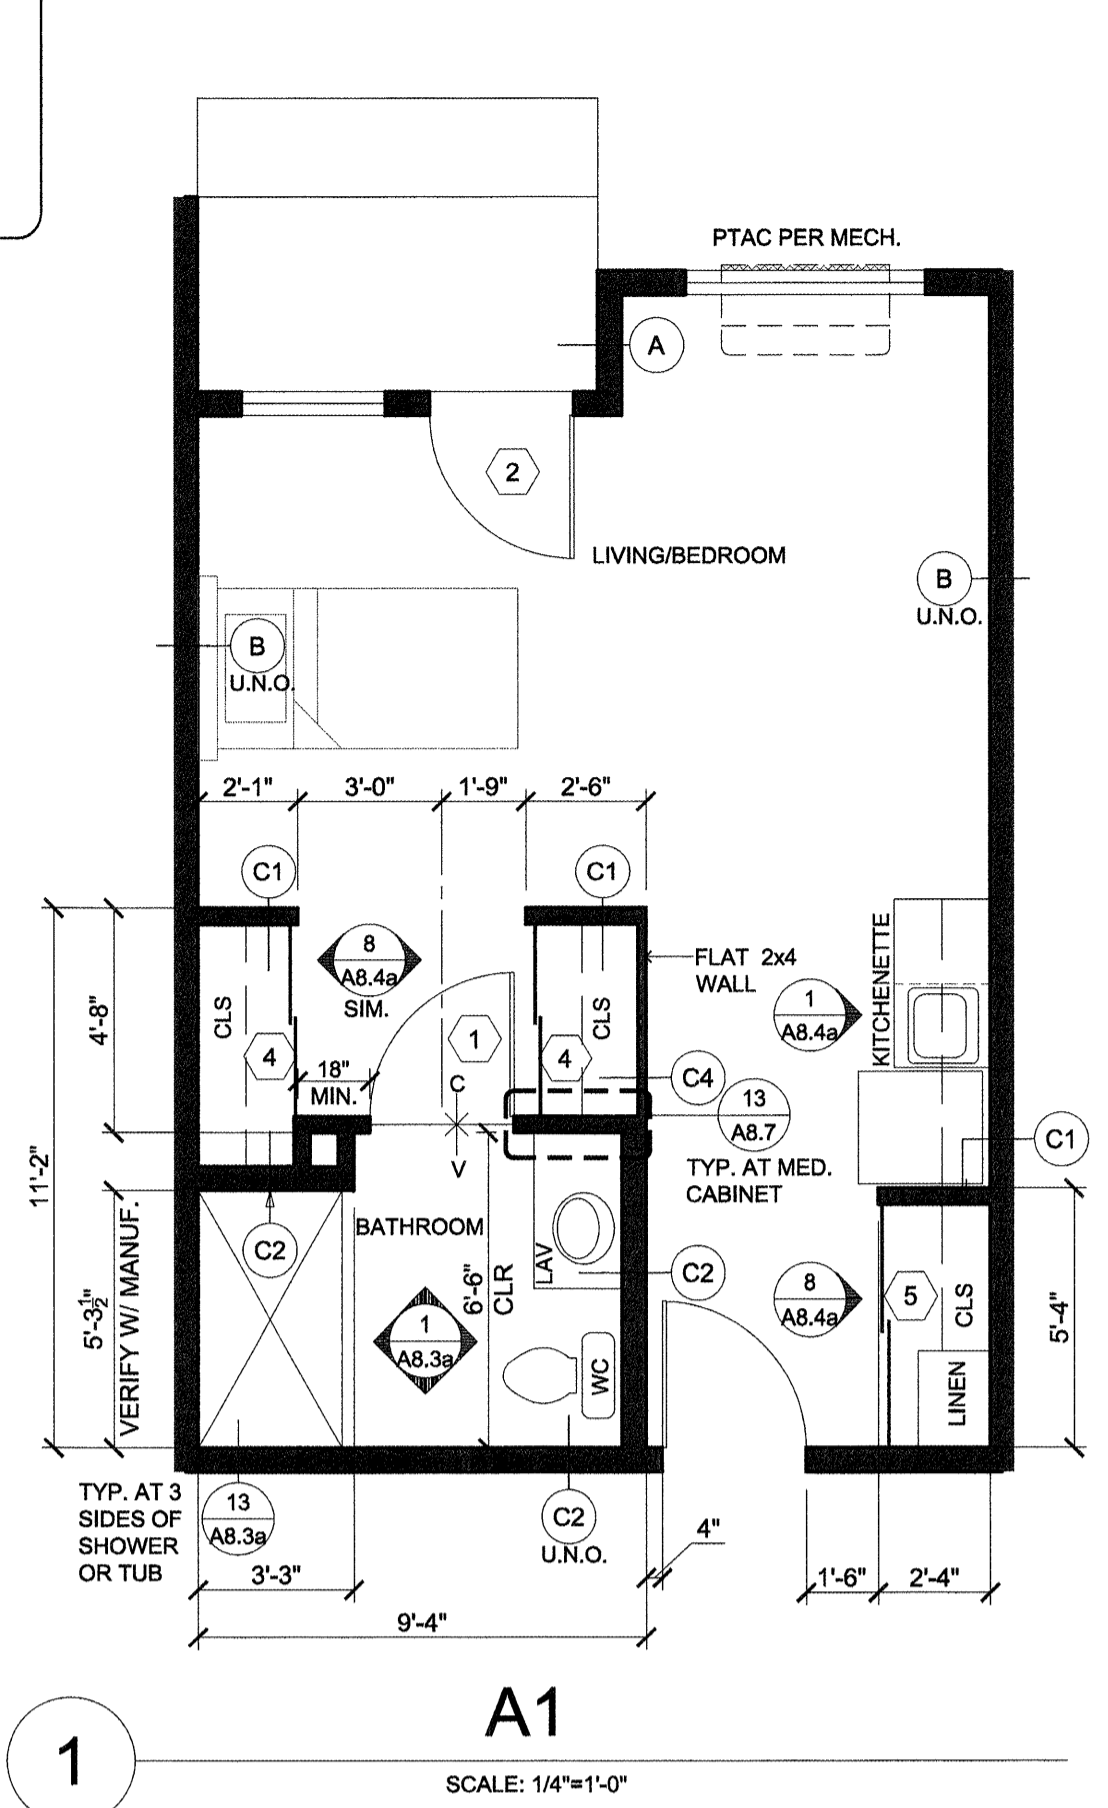 PTAC PER MECH.
A
2
LIVING/BEDROOM
B
U.N.O.
B
U.N.O.
2'-1"
3'-0"
1'-9"
2'-6"
C1
C1
8
A8.4a
SIM.
FLAT 2x4
WALL
KITCHENETTE
1
A8.4a
CLS
CLS
4'-8"
4
1
4
18"
MIN.
C
V
C4
13
A8.7
TYP. AT MED.
CABINET
C1
11'-2"
BATHROOM
C2
LAV
C2
6'-6"
CLR
5'-3½"
VERIFY W/ MANUF.
8
A8.4a
5
CLS
5'-4"
1
A8.3a
WC
LINEN
TYP. AT 3
SIDES OF
SHOWER
OR TUB
13
A8.3a
C2
U.N.O.
4"
3'-3"
1'-6"
2'-4"
9'-4"
A1
1
SCALE: 1/4"=1'-0"